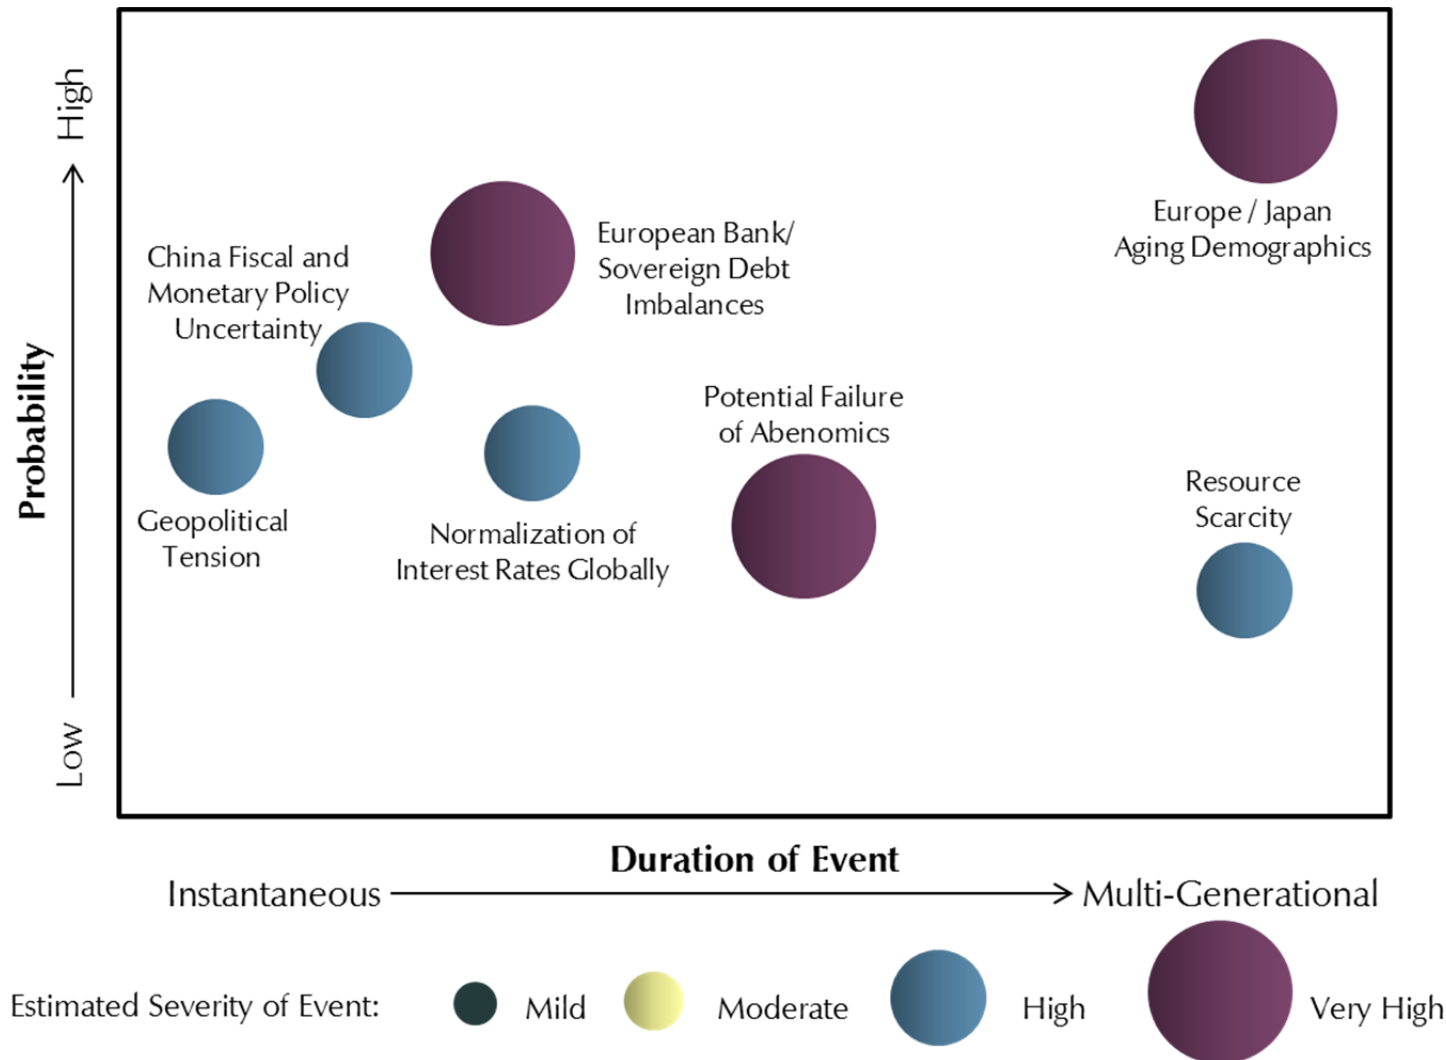 High
Probability
Low
Europe / Japan
Aging Demographics
European Bank/
Sovereign Debt
Imbalances
China Fiscal and
Monetary Policy
Uncertainty
Potential Failure
of Abenomics
Resource
Scarcity
Geopolitical
Tension
Normalization of
Interest Rates Globally
Duration of Event
Instantaneous
Multi-Generational
Estimated Severity of Event:
Mild
Moderate
High
Very High